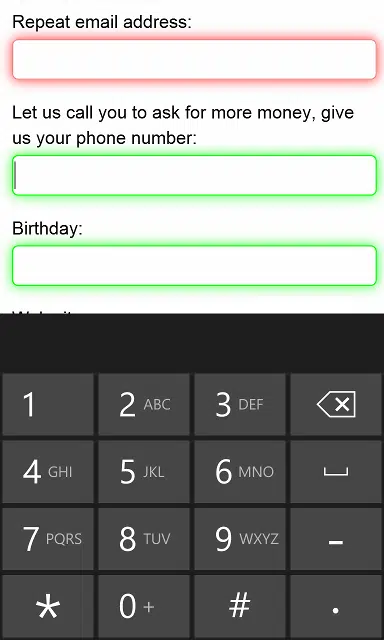 Repeat email address:
Let us call you to ask for more money, give
us your phone number:
Birthday:
1 2 ABC 3 DEF
4 GHI 5 JKL 6 MNO
7 PQRS 8 TUV 9 WXYZ -
* 0 + # .